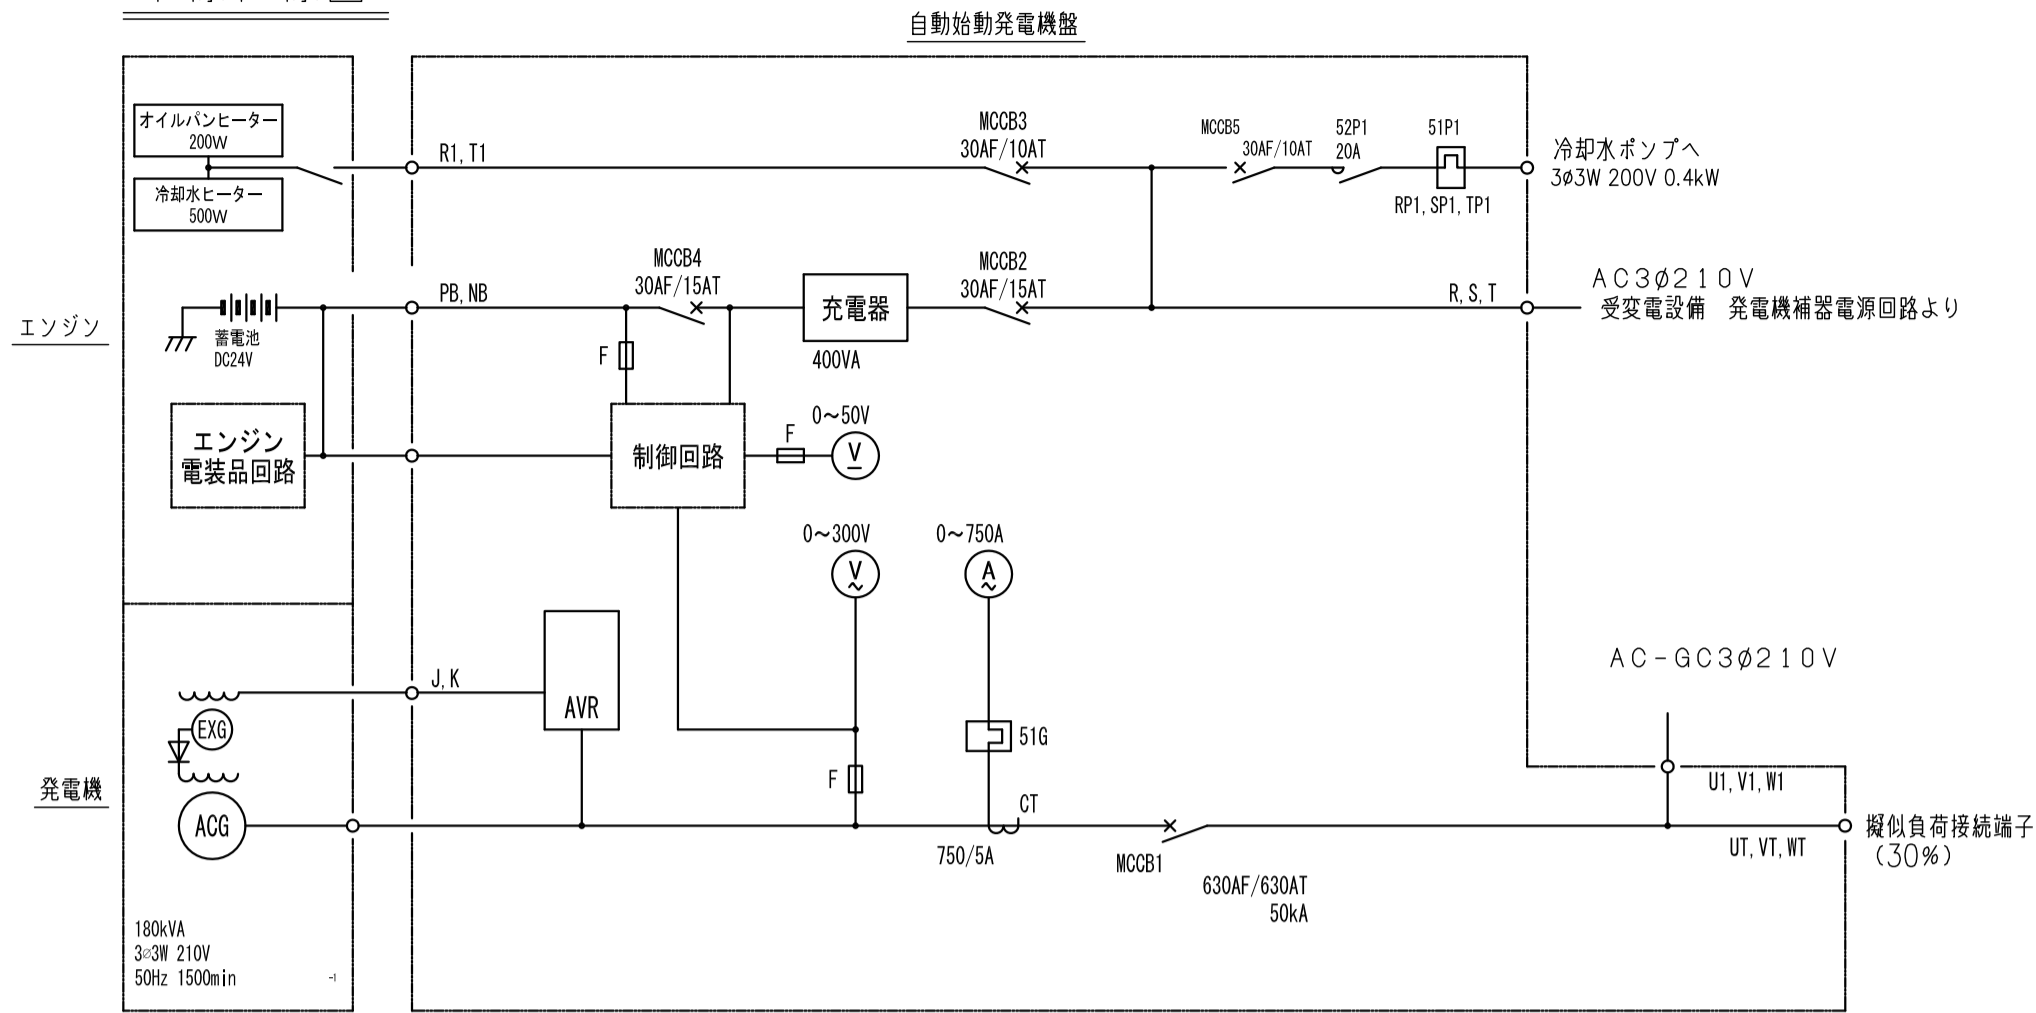 自動始動発電機盤
オイルパンヒーター
200W
冷却水ヒーター
500W
R1, T1
MCCB3
30AF/10AT
MCCB5
30AF/10AT
52P1
20A
51P1
RP1, SP1, TP1
冷却水ポンプへ
3ø3W 200V 0.4kW
エンジン
蓄電池
DC24V
PB, NB
MCCB4
30AF/15AT
F
充電器
400VA
MCCB2
30AF/15AT
R, S, T
AC3ø210V
受変電設備 発電機補器電源回路より
エンジン
電装品回路
制御回路
F
0～50V
V
0～300V
V
0～750A
A
発電機
EXG
J, K
AVR
F
51G
CT
750/5A
ACG
MCCB1
630AF/630AT
50kA
AC-GC3ø210V
U1, V1, W1
UT, VT, WT
擬似負荷接続端子
(30%)
180kVA
3∅3W 210V
50Hz 1500min -1